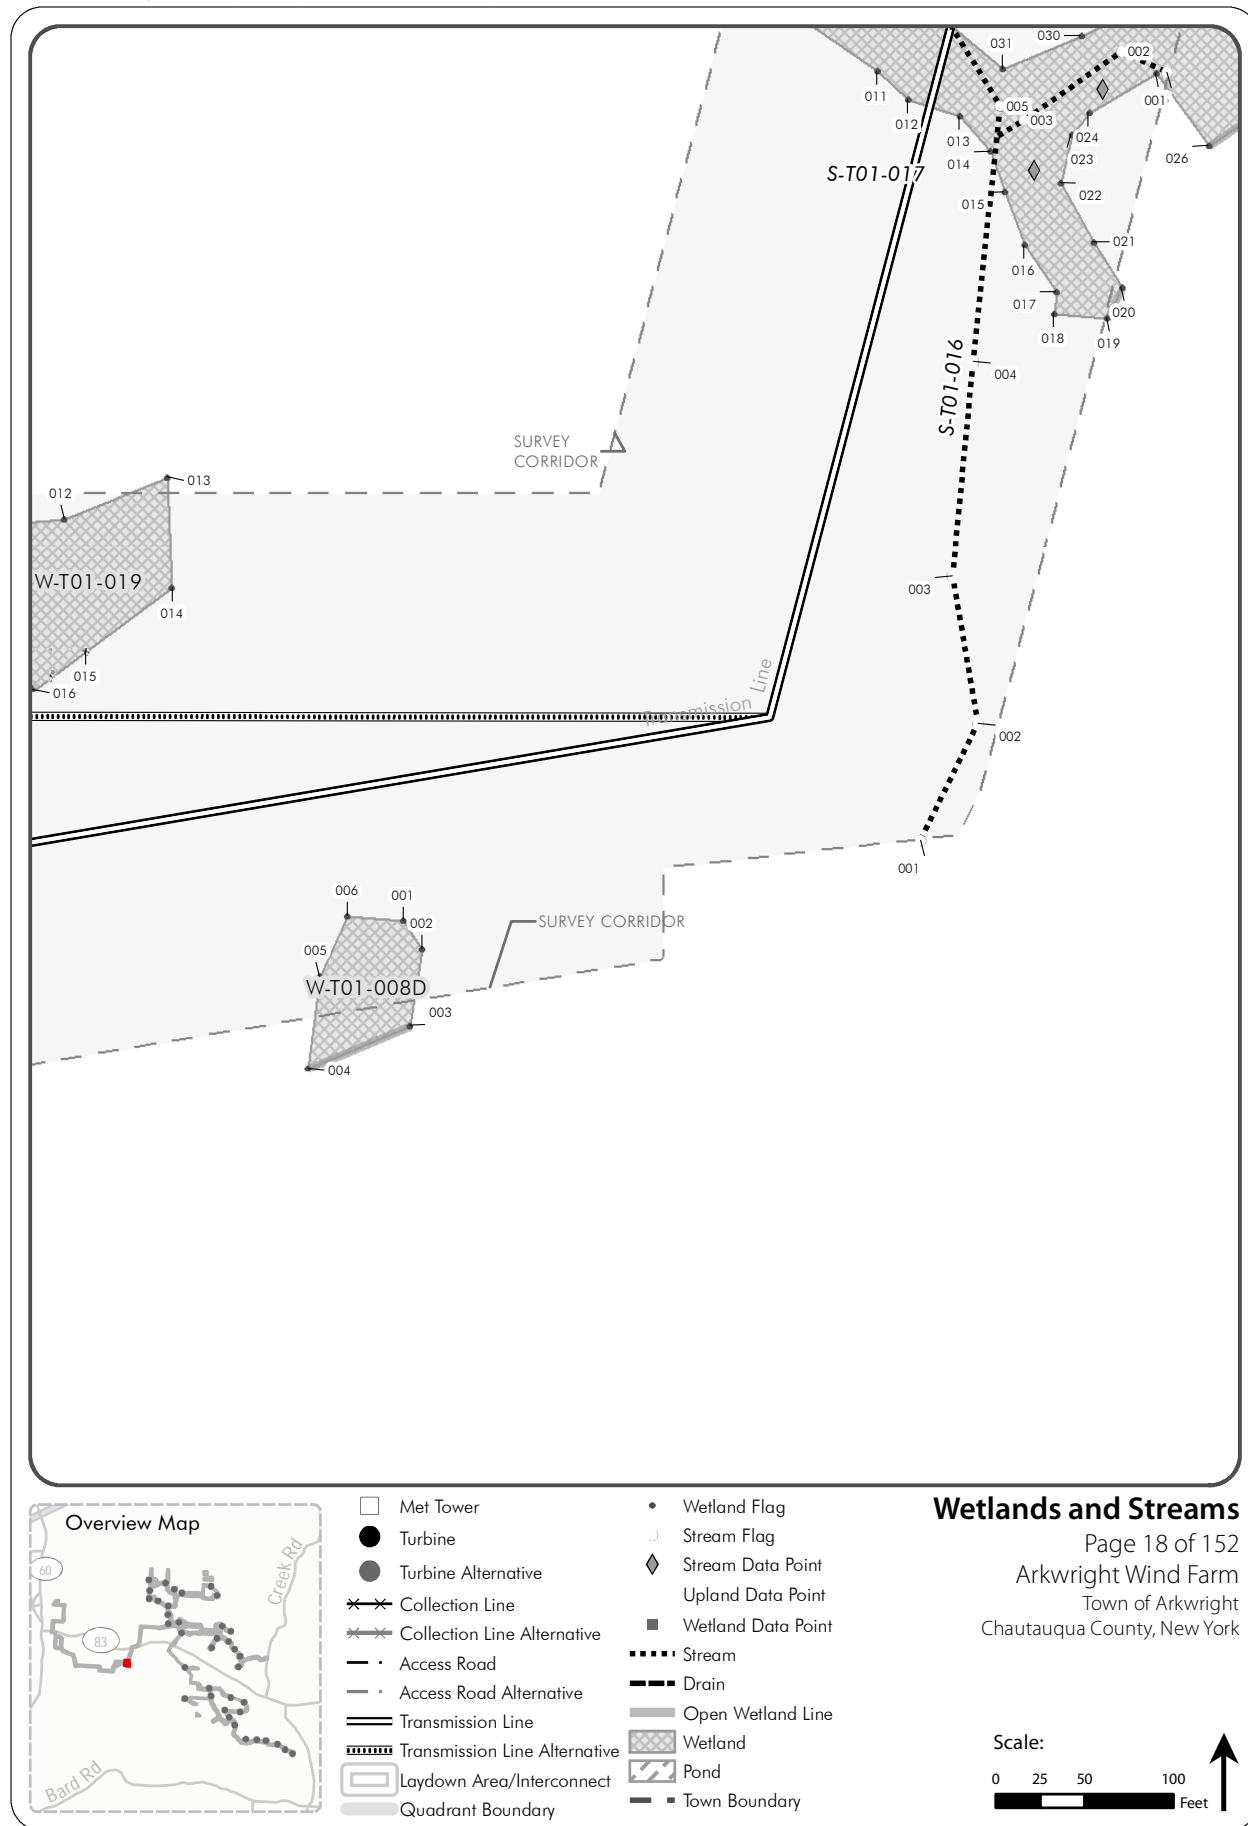 031
030
002
011
012
005
003
001
013
024
014
023
026
S-T01-017
015
022
021
016
017
020
018
019
S-T01-016
004
SURVEY
CORRIDOR
013
012
W-T01-019
003
014
015
016
Transmission Line
002
001
006
001
002
SURVEY CORRIDOR
005
W-T01-008D
003
004
Overview Map
60
83
Creek Rd
Bard Rd
Met Tower
Turbine
Turbine Alternative
Collection Line
Collection Line Alternative
Access Road
Access Road Alternative
Transmission Line
Transmission Line Alternative
Laydown Area/Interconnect
Quadrant Boundary
Wetland Flag
Stream Flag
Stream Data Point
Upland Data Point
Wetland Data Point
Stream
Drain
Open Wetland Line
Wetland
Pond
Town Boundary
Wetlands and Streams
Page 18 of 152
Arkwright Wind Farm
Town of Arkwright
Chautauqua County, New York
Scale:
0 25 50 100
Feet